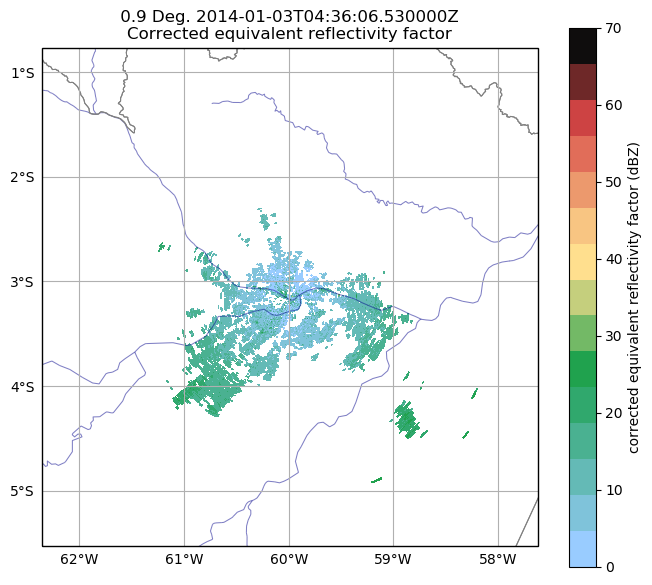 0.9 Deg. 2014-01-03T04:36:06.530000Z
Corrected equivalent reflectivity factor
1°S
2°S
3°S
4°S
5°S
62°W 61°W 60°W 59°W 58°W
70
60
50
40
30
20
10
0
corrected equivalent reflectivity factor (dBZ)